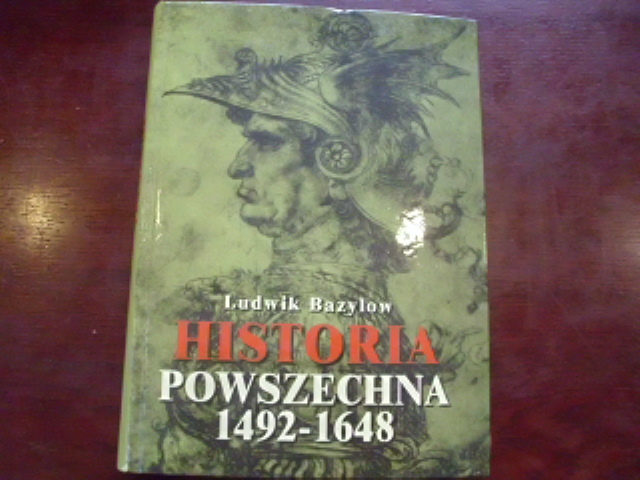 Ludwik Bazylow
HISTORIA
POWSZECHNA
1492-1648